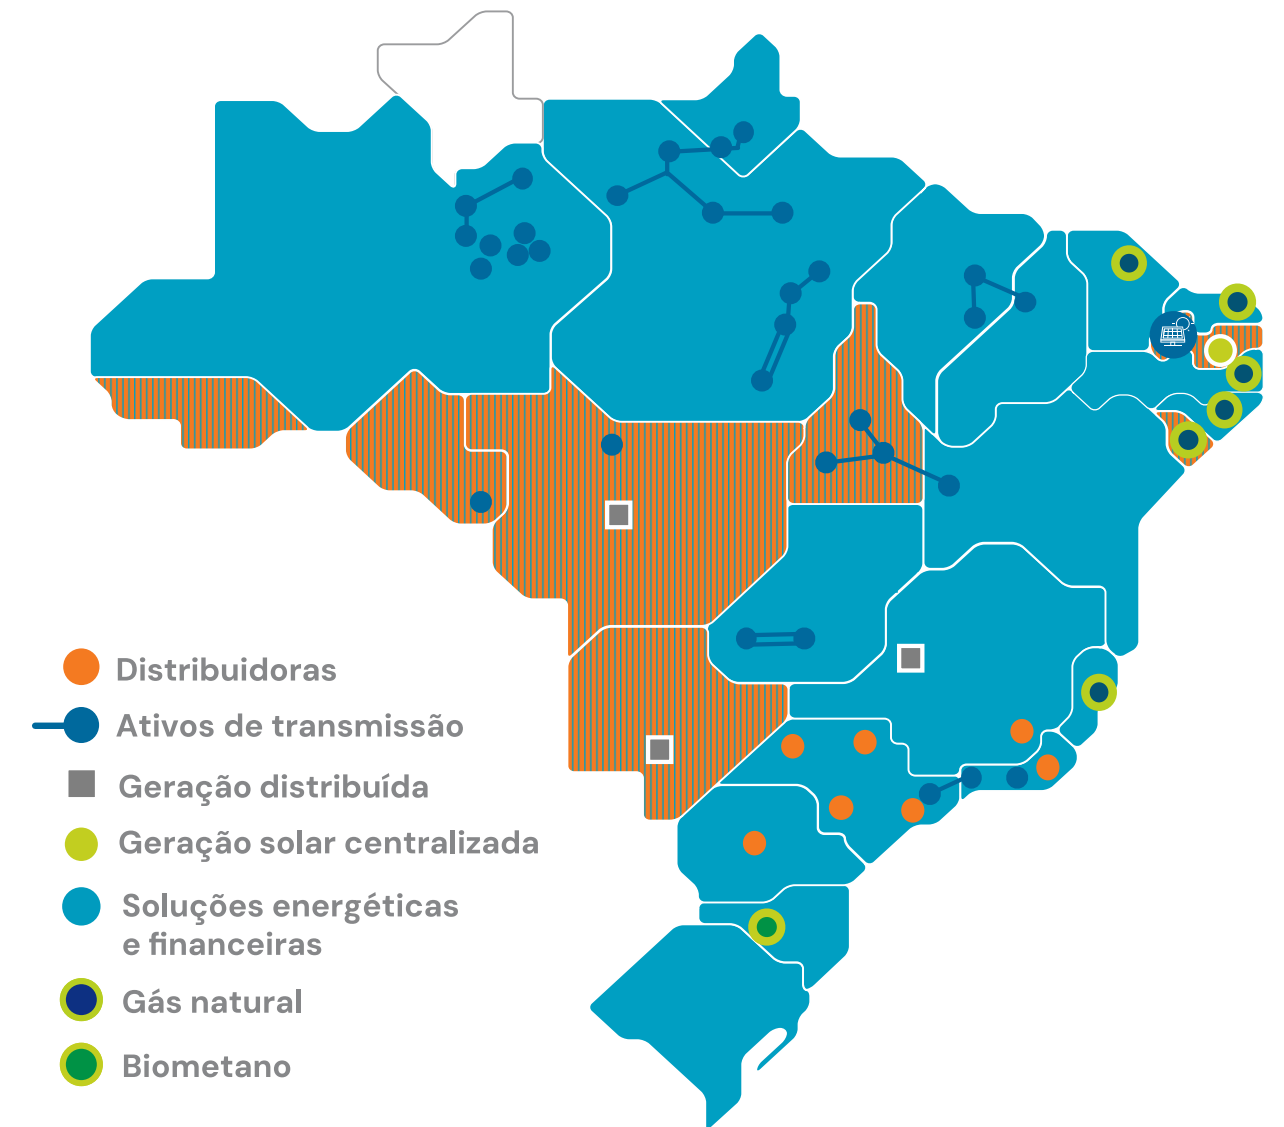 Distribuidoras
Ativos de transmissão
Geração distribuída
Geração solar centralizada
Soluções energéticas
e financeiras
Gás natural
Biometano